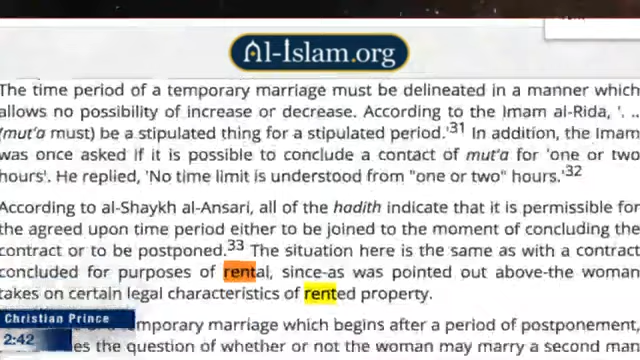 Al-Islam.org
The time period of a temporary marriage must be delineated in a manner which
allows no possibility of increase or decrease. According to the Imam al-Rida, '. ..
(mut'a must) be a stipulated thing for a stipulated period.'31 In addition, the Imam
was once asked if it is possible to conclude a contact of mut'a for 'one or two
hours'. He replied, 'No time limit is understood from "one or two" hours.'32
According to al-Shaykh al-Ansari, all of the hadith indicate that it is permissible for
the agreed upon time period either to be joined to the moment of concluding the
contract or to be postponed.33 The situation here is the same as with a contract
concluded for purposes of rental, since-as was pointed out above-the woman
takes on certain legal characteristics of rented property.
Christian Prince
mporary marriage which begins after a period of postponement,
2:42
the question of whether or not the woman may marry a second man